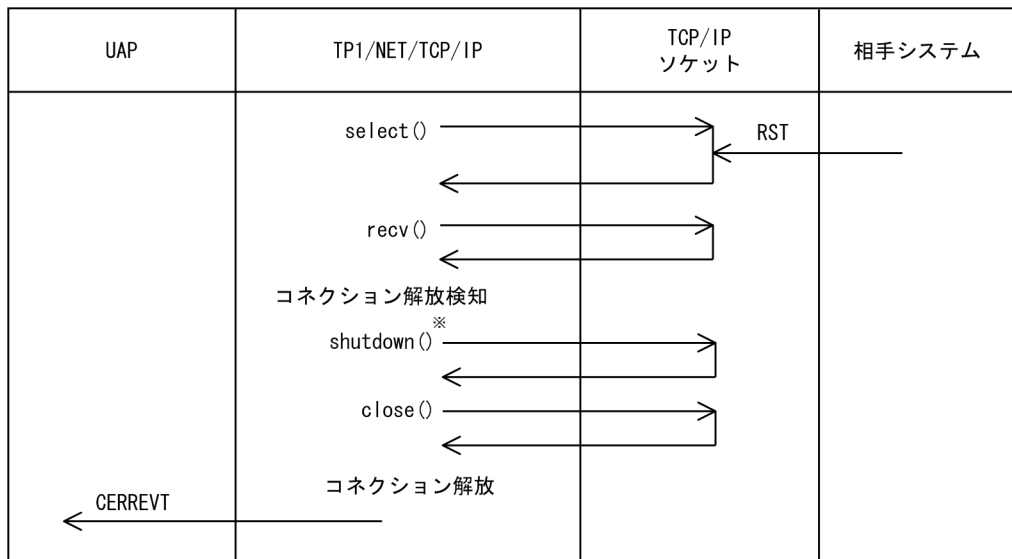 UAP
TP1/NET/TCP/IP
TCP/IP
ソケット
相手システム
select()
RST
recv()
コネクション解放検知
shutdown()※
close()
コネクション解放
CERREVT